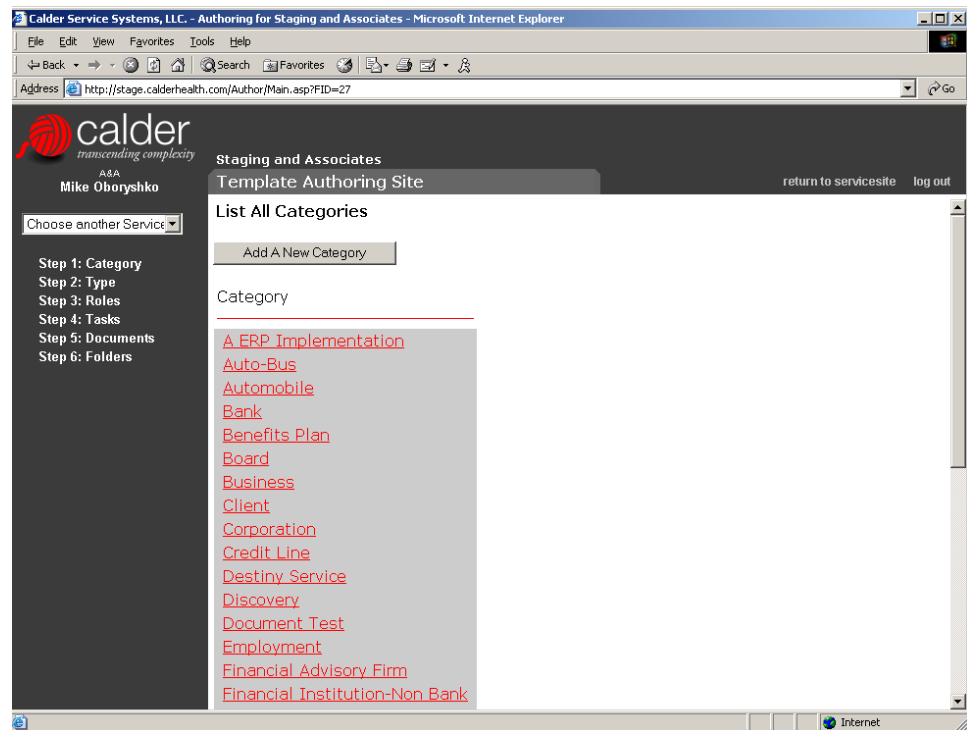 Calder Service Systems, LLC. - Authoring for Staging and Associates - Microsoft Internet Explorer
File Edit View Favorites Tools Help
Back Search Favorites
Address http://stage.calderhealth.com/Author/Main.asp?FID=27 Go
calder
transcending complexity
A&A
Mike Oboryshko
Staging and Associates
Template Authoring Site return to servicesite log out
Choose another Service
Step 1: Category
Step 2: Type
Step 3: Roles
Step 4: Tasks
Step 5: Documents
Step 6: Folders
List All Categories
Add A New Category
Category
A ERP Implementation
Auto-Bus
Automobile
Bank
Benefits Plan
Board
Business
Client
Corporation
Credit Line
Destiny Service
Discovery
Document Test
Employment
Financial Advisory Firm
Financial Institution-Non Bank
Internet